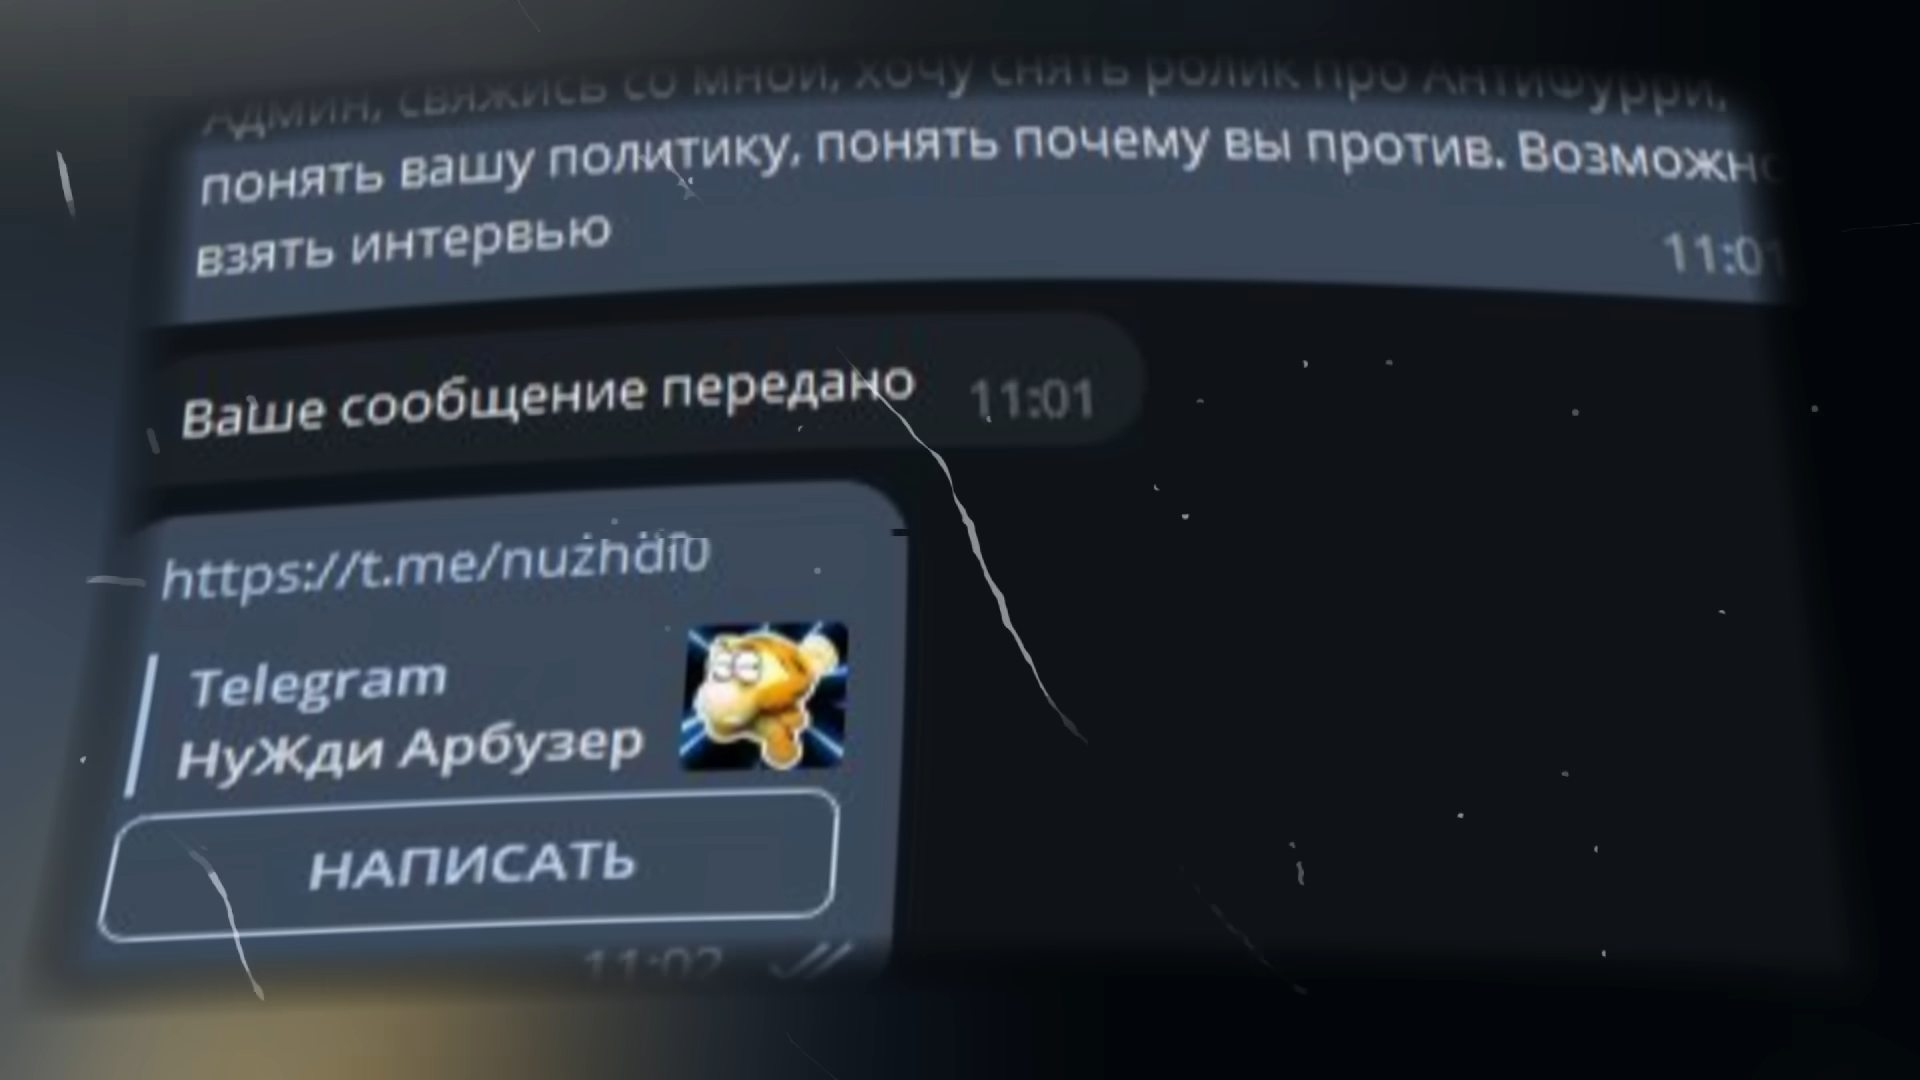 Админ, свяжись со мной, хочу снять ролик про АнтиФурри,
понять вашу политику, понять почему вы против. Возможно
взять интервью
11:01
Ваше сообщение передано 11:01
https://t.me/nuzhdi0
Telegram
НуЖди Арбузер
НАПИСАТЬ
11:02